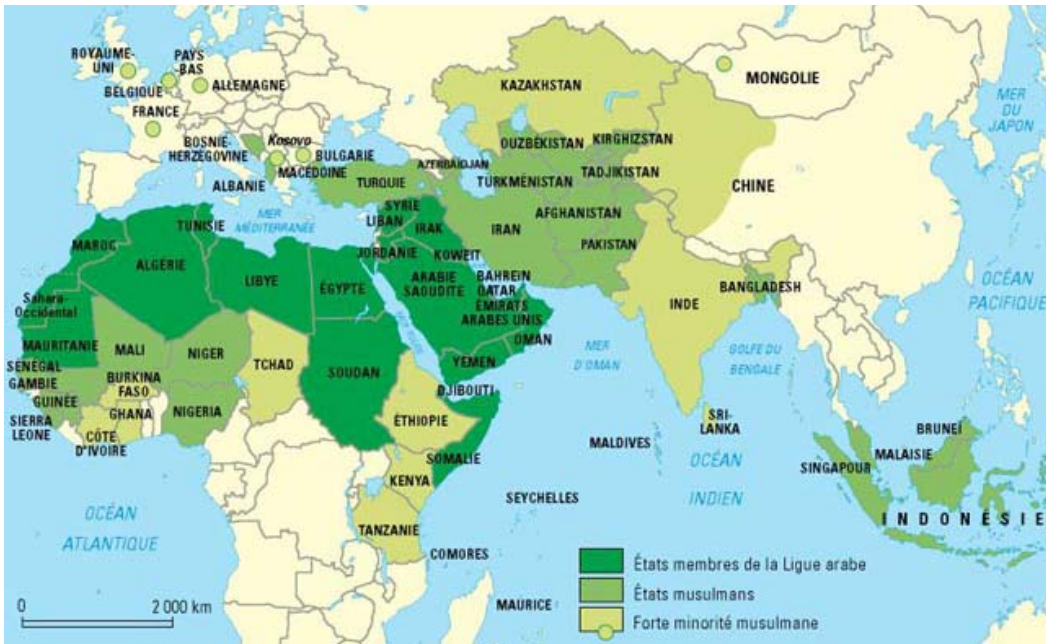 ROYAUME-
UNI
PAYS
-BAS
BELGIQUE
ALLEMAGNE
FRANCE
BOSNIE-
HERZÉGOVINE
Kosovo
BULGARIE
MACÉDOINE
ALBANIE
MER
MÉDITERRANÉE
TURQUIE
AZERBAÏDJAN
KAZAKHSTAN
OUZBÉKISTAN
KIRGHIZSTAN
TURKMÉNISTAN
TADJIKISTAN
MONGOLIE
CHINE
MER
DU
JAPON
SYRIE
LIBAN
IRAK
JORDANIE
KOWEIT
IRAN
AFGHANISTAN
PAKISTAN
MAROC
TUNISIE
ALGÉRIE
LIBYE
ÉGYPTE
ARABIE
SAOUDITE
BAHREIN
QATAR
ÉMIRATS
ARABES UNIS
OMAN
YEMEN
INDE
BANGLADESH
OCÉAN
PACIFIQUE
Sahara-
Occidental
MAURITANIE
MALI
NIGER
TCHAD
SOUDAN
SÉNÉGAL
GAMBIE
GUINÉE
BURKINA
FASO
GHANA
NIGERIA
SIERRA
LEONE
CÔTE
D'IVOIRE
DJIBOUTI
ÉTHIOPIE
SOMALIE
KENYA
TANZANIE
MER
D'OMAN
GOLFE DU
BENGALE
SRI-
LANKA
MALDIVES
OCÉAN
INDIEN
SEYCHELLES
COMORES
MAURICE
BRUNEÏ
MALAISIE
SINGAPOUR
INDONÉSIE
OCÉAN
ATLANTIQUE
0 2 000 km
États membres de la Ligue arabe
États musulmans
Forte minorité musulmane